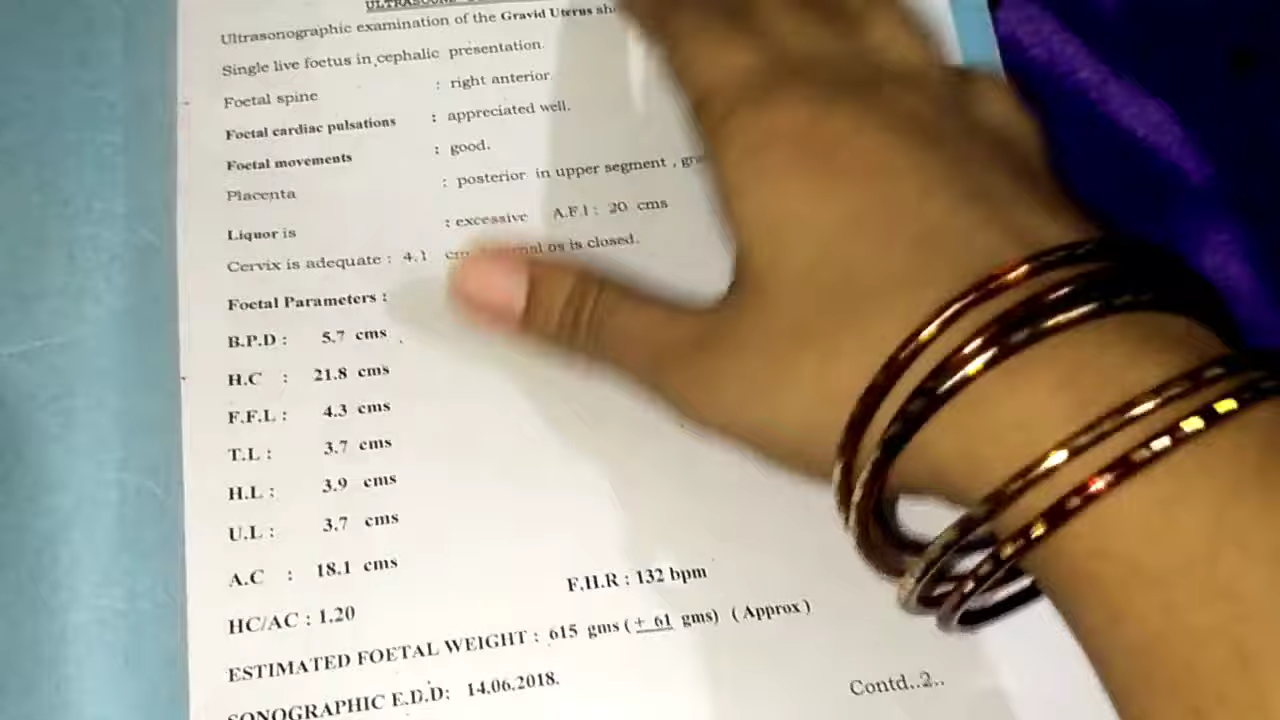 Ultrasonographic examination of the Gravid Uterus
Single live foetus in cephalic presentation.
Foetal spine : right anterior.
Foetal cardiac pulsations : appreciated well.
Foetal movements : good.
Placenta : posterior in upper segment ,
Liquor is : excessive A.F.I : 20 cms
Cervix is adequate : 4.1 os is closed.
Foetal Parameters :
B.P.D : 5.7 cms
H.C : 21.8 cms
F.F.L : 4.3 cms
T.L : 3.7 cms
H.L : 3.9 cms
U.L : 3.7 cms
A.C : 18.1 cms
HC/AC : 1.20 F.H.R : 132 bpm
ESTIMATED FOETAL WEIGHT : 615 gms (+ 61 gms) (Approx)
SONOGRAPHIC E.D.D: 14.06.2018.
Contd..2..